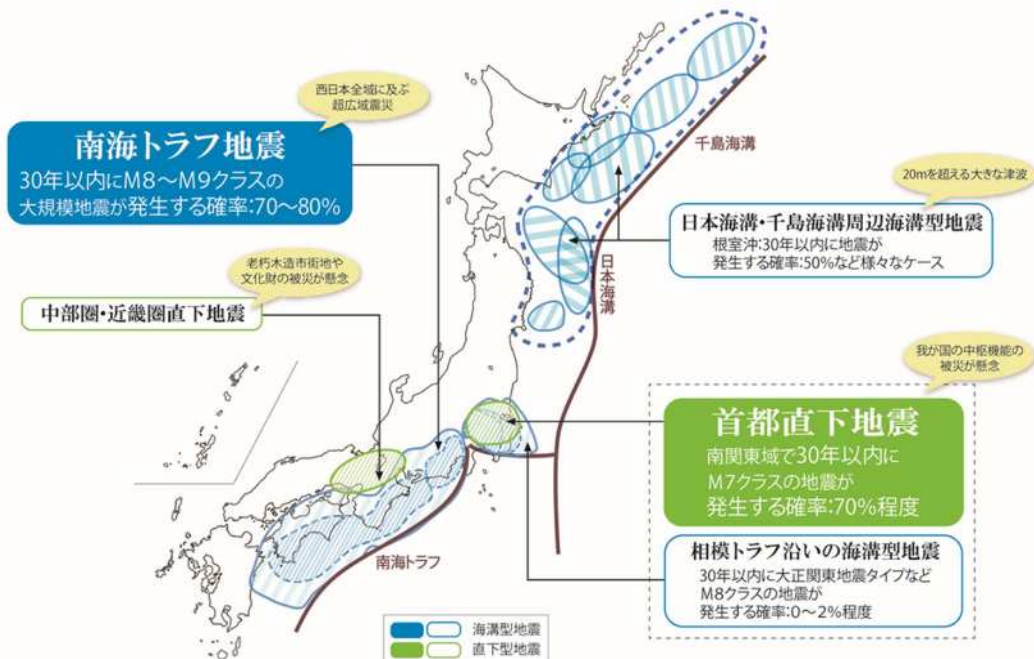 西日本全域に及ぶ
超広域震災
南海トラフ地震
30年以内にM8～M9クラスの
大規模地震が発生する確率:70～80%
老朽木造市街地や
文化財の被災が懸念
中部圏・近畿圏直下地震
千島海溝
20mを超える大きな津波
日本海溝・千島海溝周辺海溝型地震
根室沖:30年以内に地震が
発生する確率:50%など様々なケース
日本海溝
我が国の中枢機能の
被災が懸念
首都直下地震
南関東域で30年以内に
M7クラスの地震が
発生する確率:70%程度
相模トラフ沿いの海溝型地震
30年以内に大正関東地震タイプなど
M8クラスの地震が
発生する確率:0～2%程度
南海トラフ
海溝型地震
直下型地震